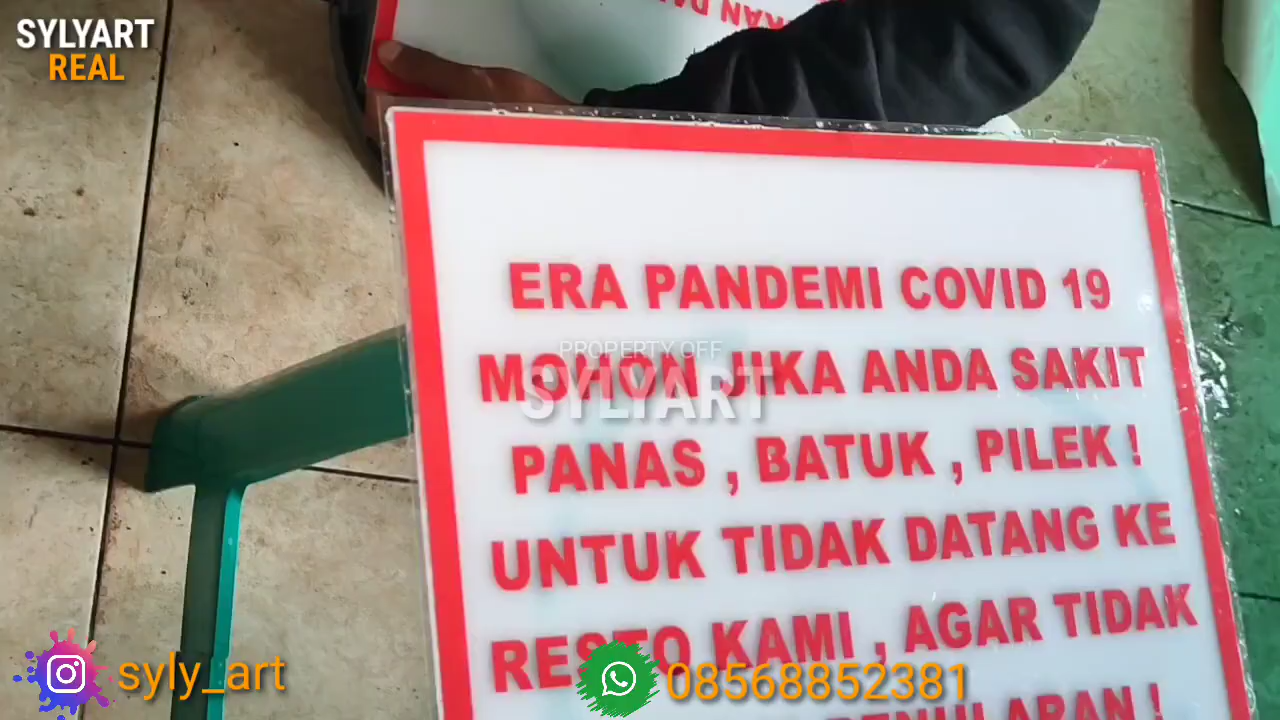 SYLYART
REAL
ERA PANDEMI COVID 19
MOHON JIKA ANDA SAKIT
PROPERTY OFF
SYLYART
PANAS , BATUK , PILEK !
UNTUK TIDAK DATANG KE
RESTO KAMI , AGAR TIDAK
syly_art
08568852381